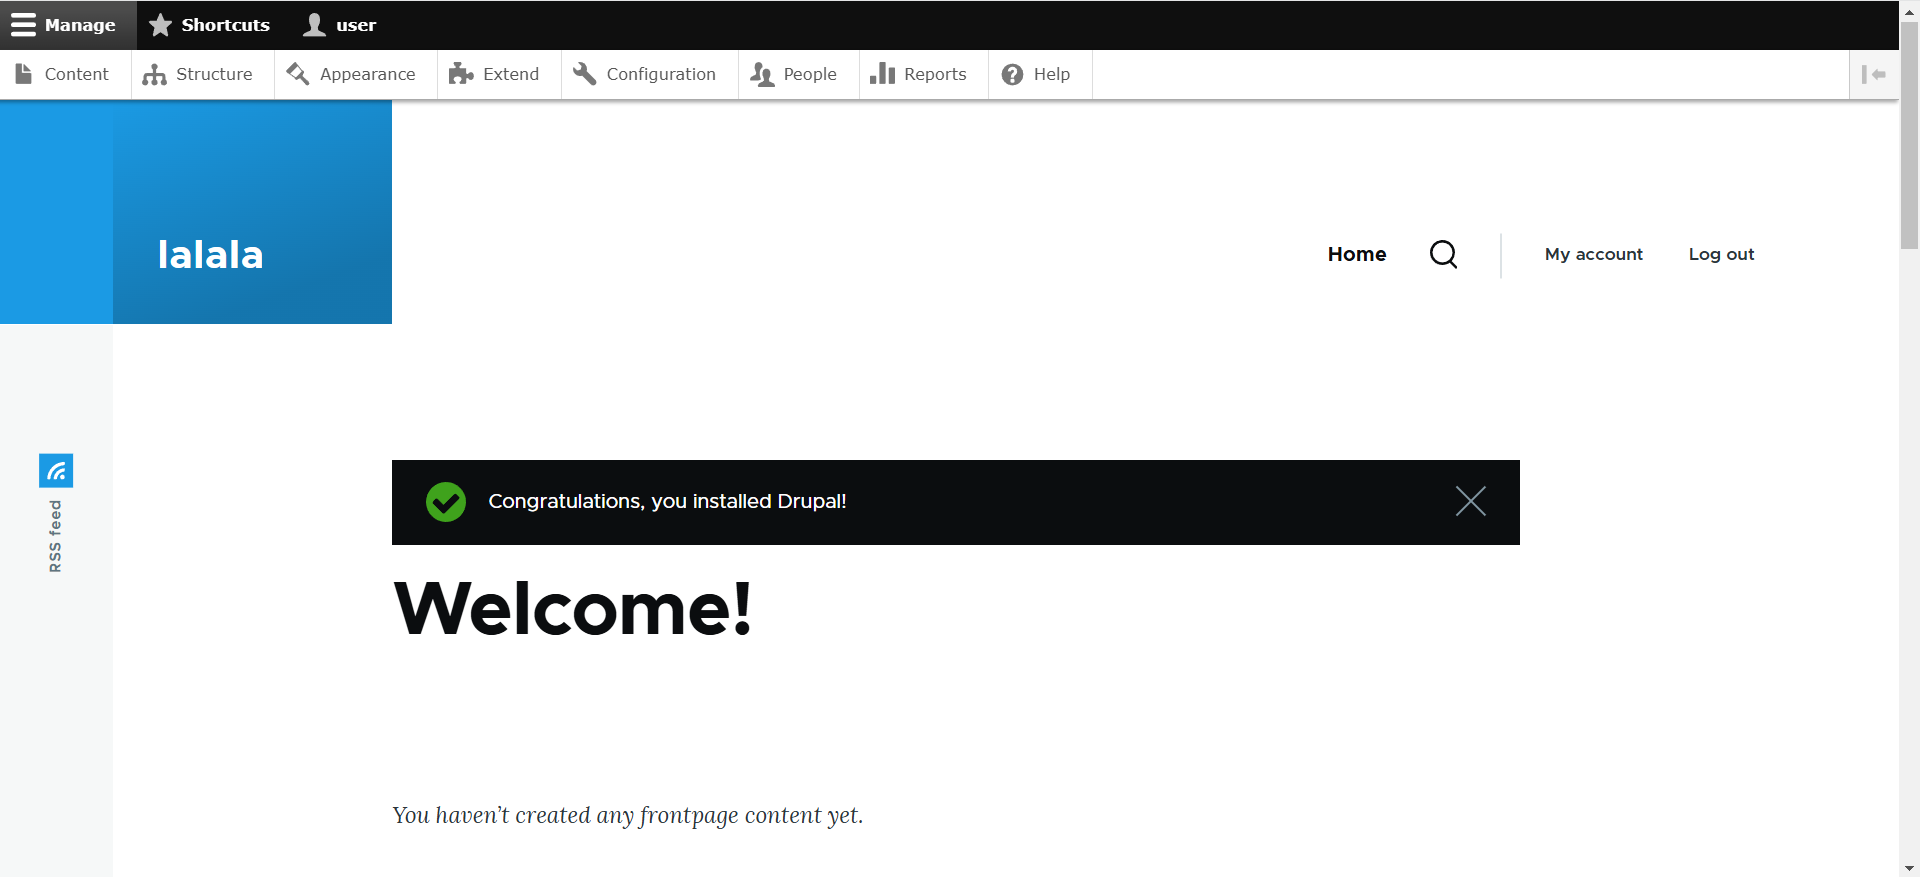 Manage Shortcuts user
Content Structure Appearance Extend Configuration People Reports Help
lalala
Home My account Log out
RSS feed
Congratulations, you installed Drupal!
Welcome!
You haven’t created any frontpage content yet.